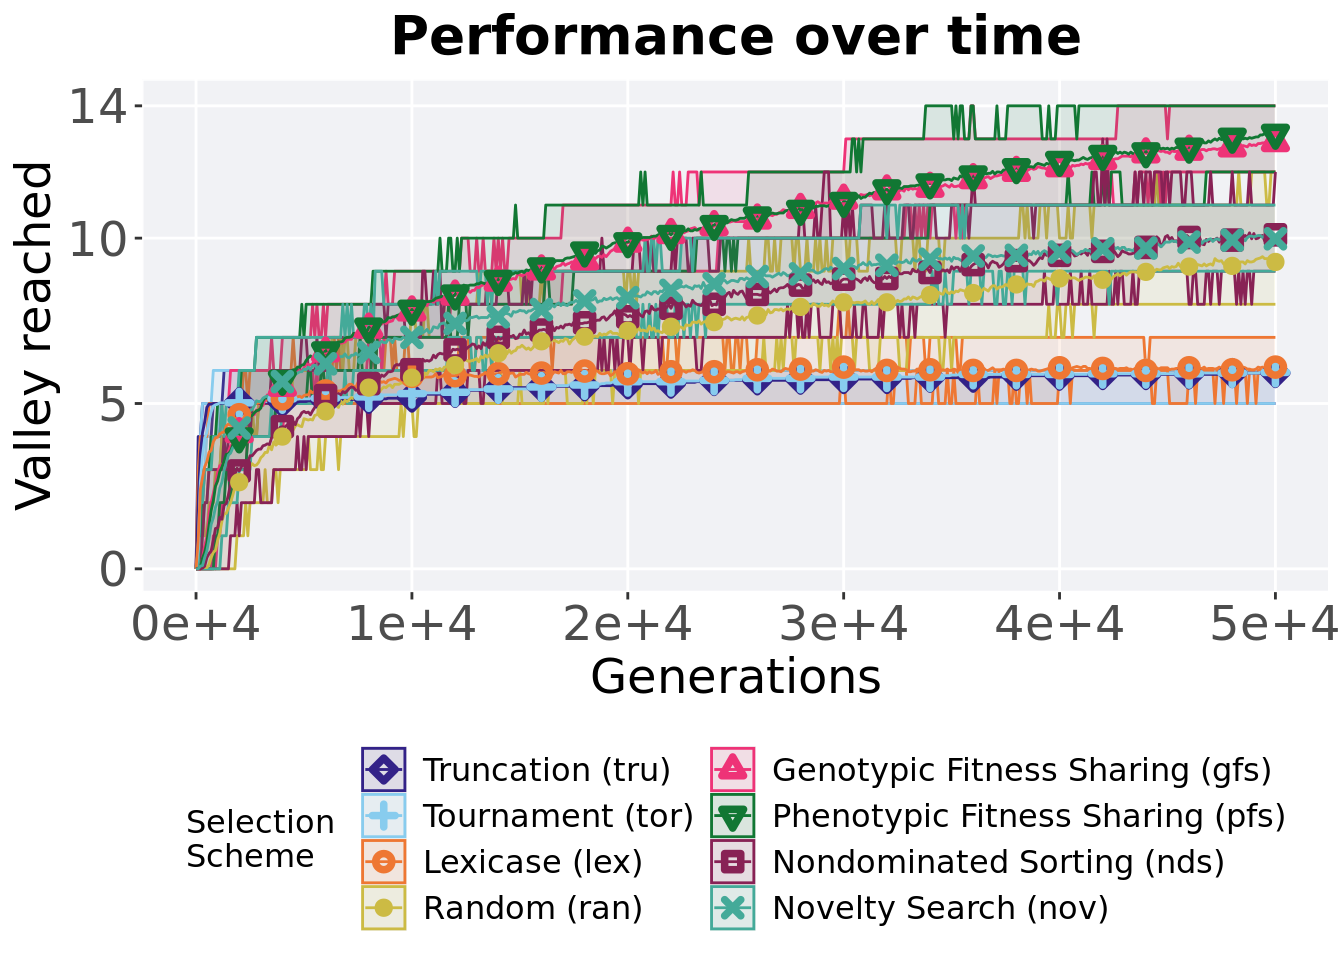 Performance over time
Valley reached
14
10
5
0
0e+4 1e+4 2e+4 3e+4 4e+4 5e+4
Generations
Selection
Scheme
Truncation (tru)
Tournament (tor)
Lexicase (lex)
Random (ran)
Genotypic Fitness Sharing (gfs)
Phenotypic Fitness Sharing (pfs)
Nondominated Sorting (nds)
Novelty Search (nov)